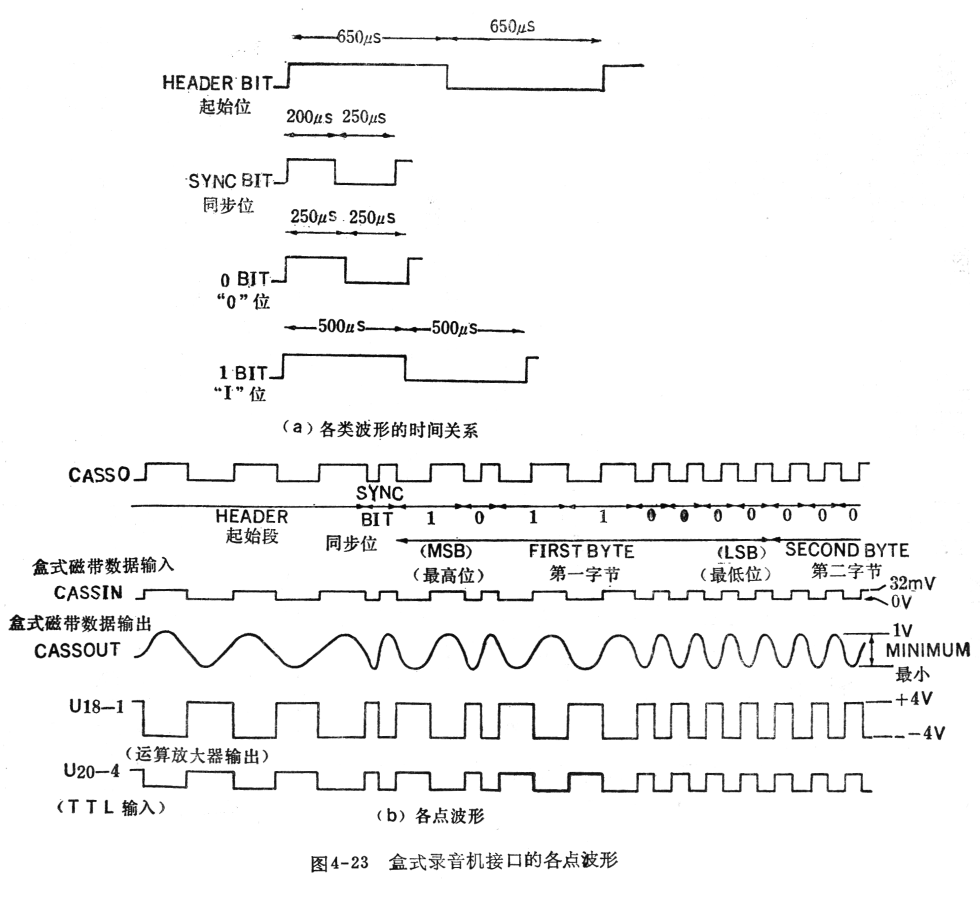 650μs 650μs
HEADER BIT
起始位
200μs 250μs
SYNC BIT
同步位
250μs 250μs
0 BIT
“0”位
500μs 500μs
1 BIT
“I”位
(a)各类波形的时间关系
CASSO
SYNC
HEADER BIT 1 0 1 1 0 0 0 0 0 0 0
起始段 同步位
(MSB) FIRST BYTE (LSB) SECOND BYTE
(最高位) 第一字节 (最低位) 第二字节
盒式磁带数据输入
CASSIN 32mV
0V
盒式磁带数据输出
1V
CASSOUT MINIMUM
最小
U18—1 +4V
-4V
(运算放大器输出)
U20—4
(TTL 输入)
(b)各点波形
图4-23 盒式录音机接口的各点波形